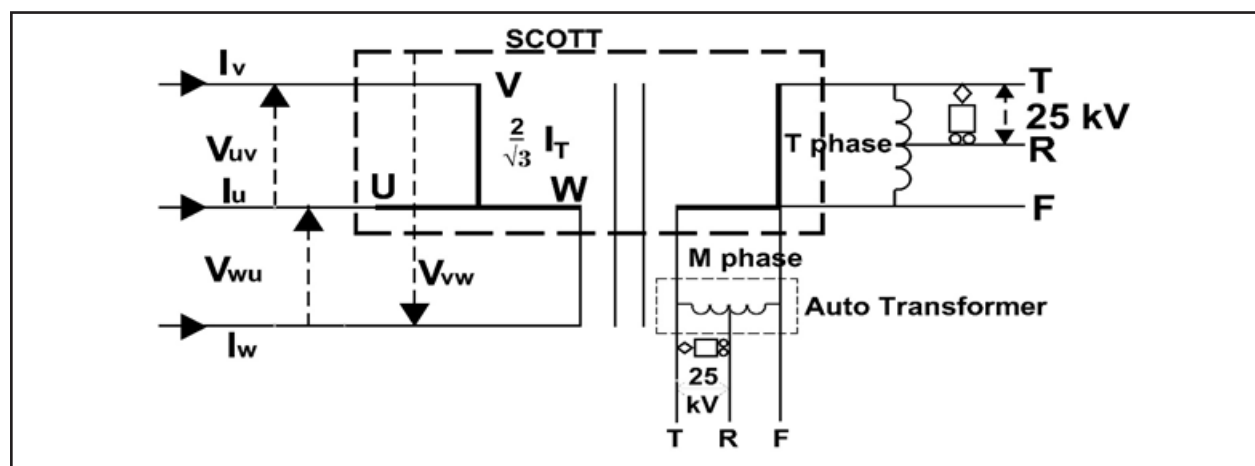 SCOTT
Iv
V
T
2/√3 IT
25 kV
Vuv
T phase
R
U
W
Iu
F
Vwu
Vvw
M phase
Auto Transformer
Iw
25
kV
T R F